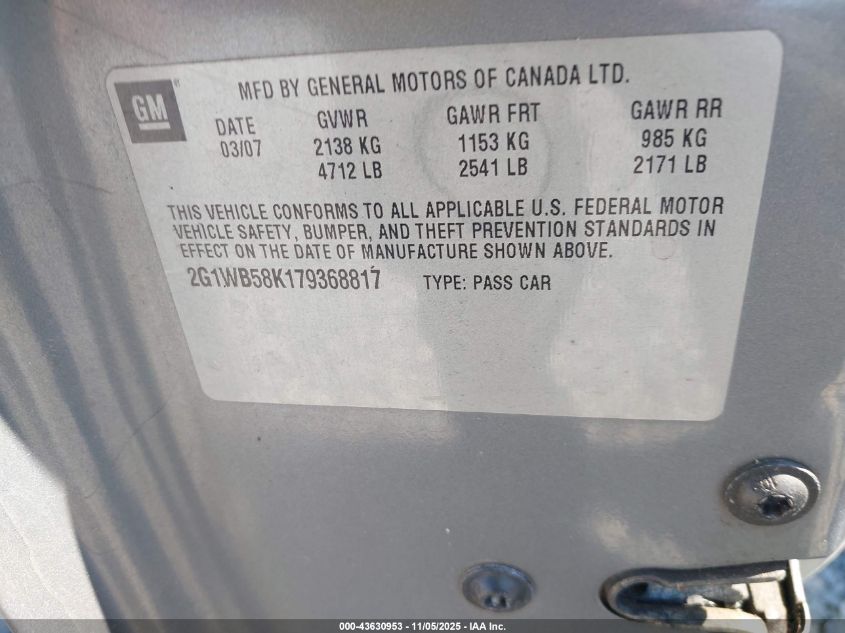 GM
MFD BY GENERAL MOTORS OF CANADA LTD.
DATE GVWR GAWR FRT GAWR RR
03/07 2138 KG 1153 KG 985 KG
4712 LB 2541 LB 2171 LB
THIS VEHICLE CONFORMS TO ALL APPLICABLE U.S. FEDERAL MOTOR
VEHICLE SAFETY, BUMPER, AND THEFT PREVENTION STANDARDS IN
EFFECT ON THE DATE OF MANUFACTURE SHOWN ABOVE.
2G1WB58K179368817 TYPE: PASS CAR
000-43630953 - 11/05/2025 - IAA Inc.